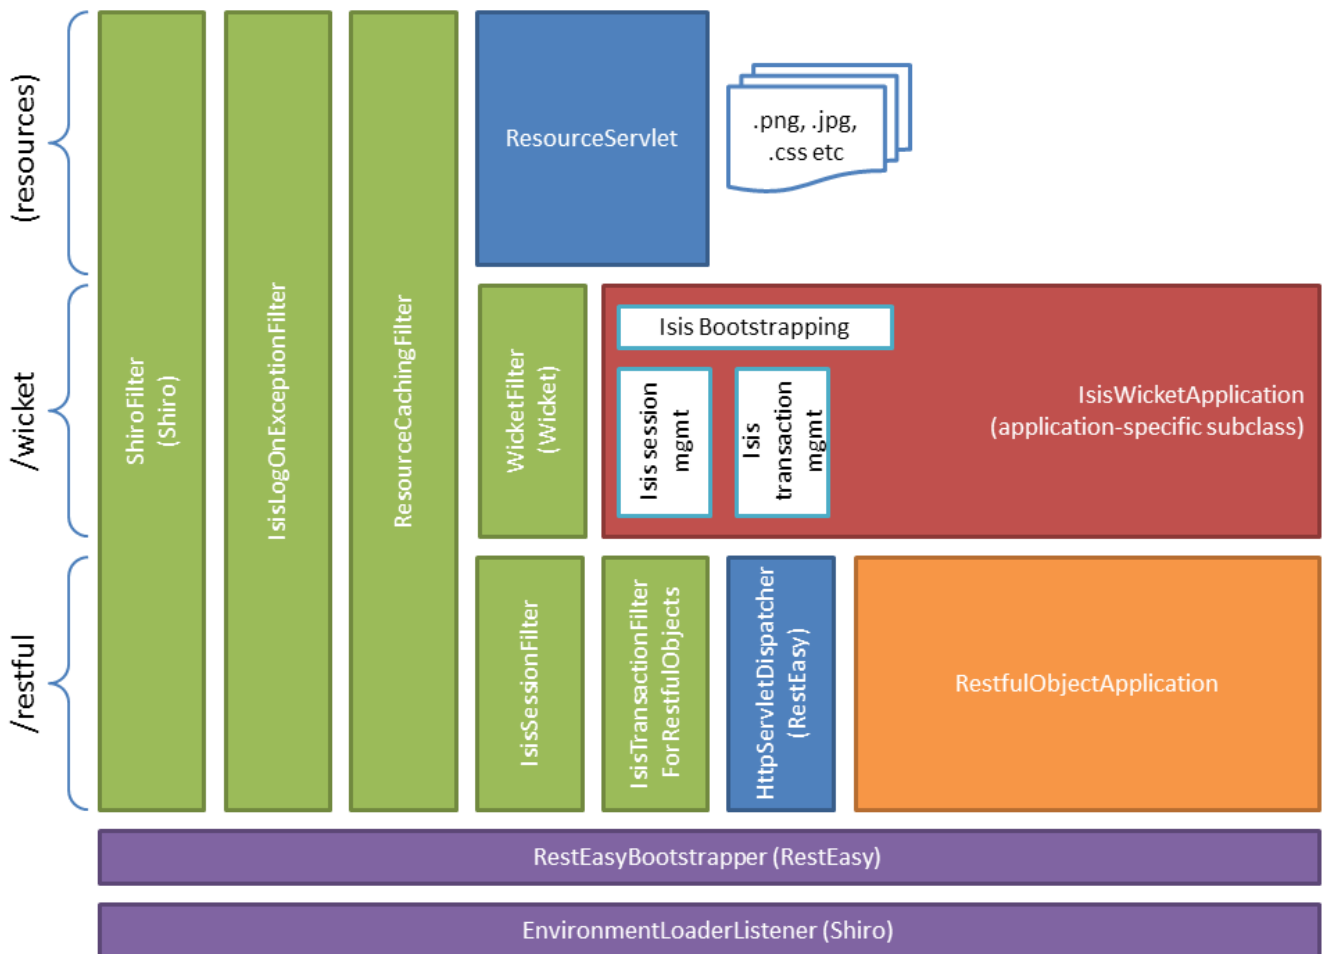 (resources)
/wicket
/restful
ShiroFilter
(Shiro)
IsisLogOnExceptionFilter
ResourceCachingFilter
ResourceServlet
.png, .jpg,
.css etc
WicketFilter
(Wicket)
Isis Bootstrapping
Isis session
mgmt
Isis
transaction
mgmt
IsisWicketApplication
(application-specific subclass)
IsisSessionFilter
IsisTransactionFilter
ForRestfulObjects
HttpServletDispatcher
(RestEasy)
RestfulObjectApplication
RestEasyBootstrapper (RestEasy)
EnvironmentLoaderListener (Shiro)